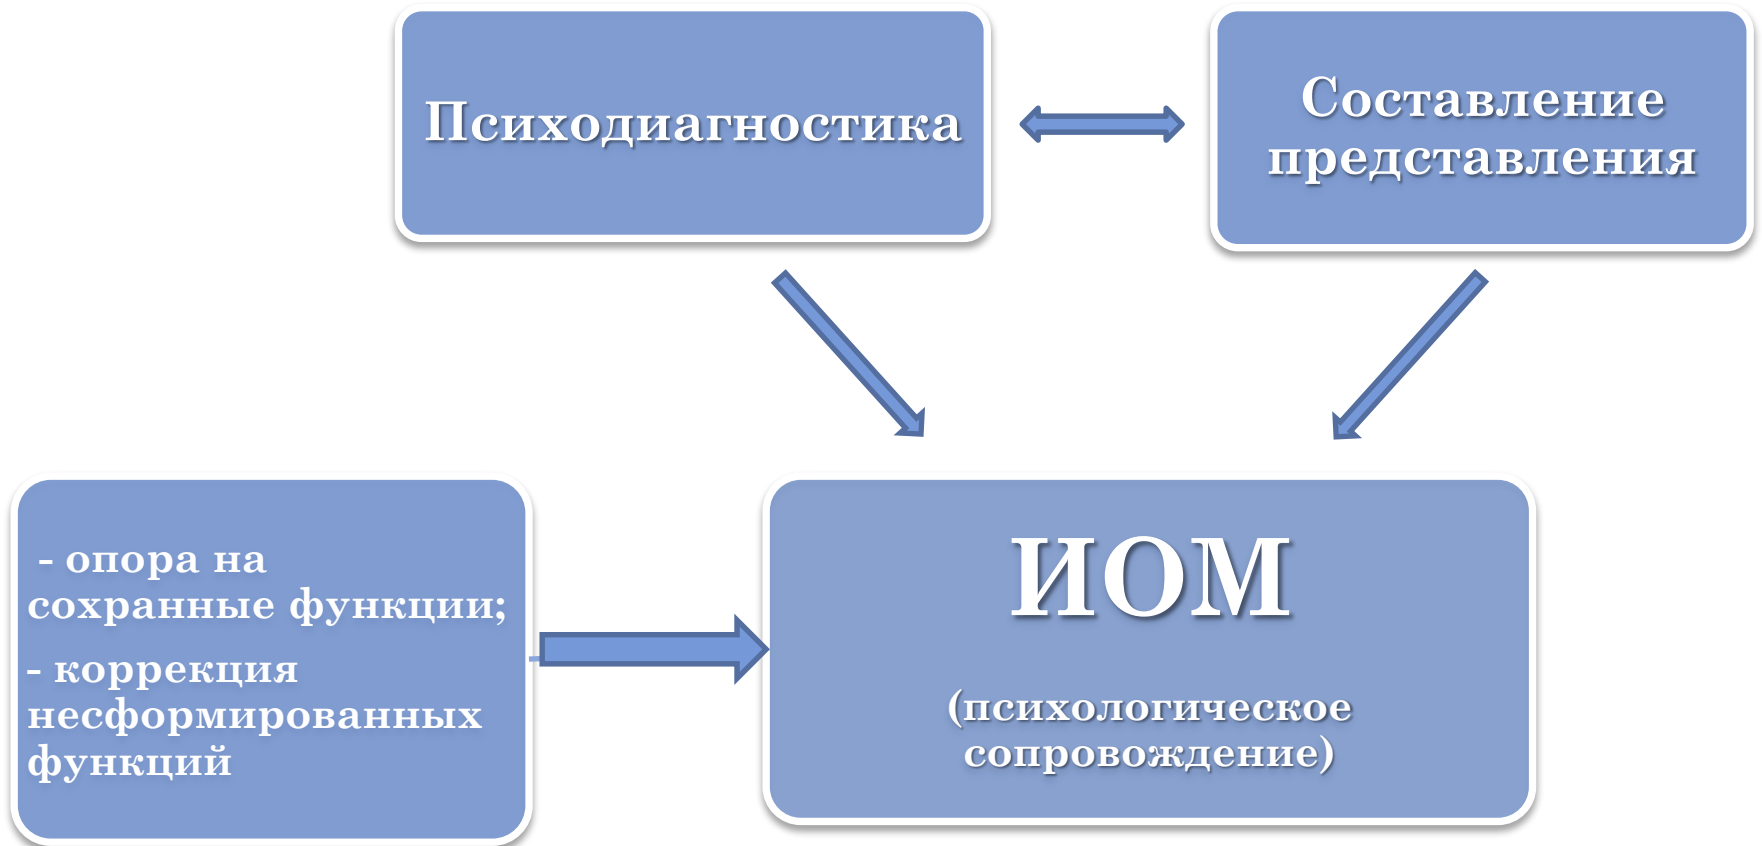 Психодиагностика
Составление
представления
- опора на
сохранные функции;
- коррекция
несформированных
функций
ИОМ
(психологическое
сопровождение)